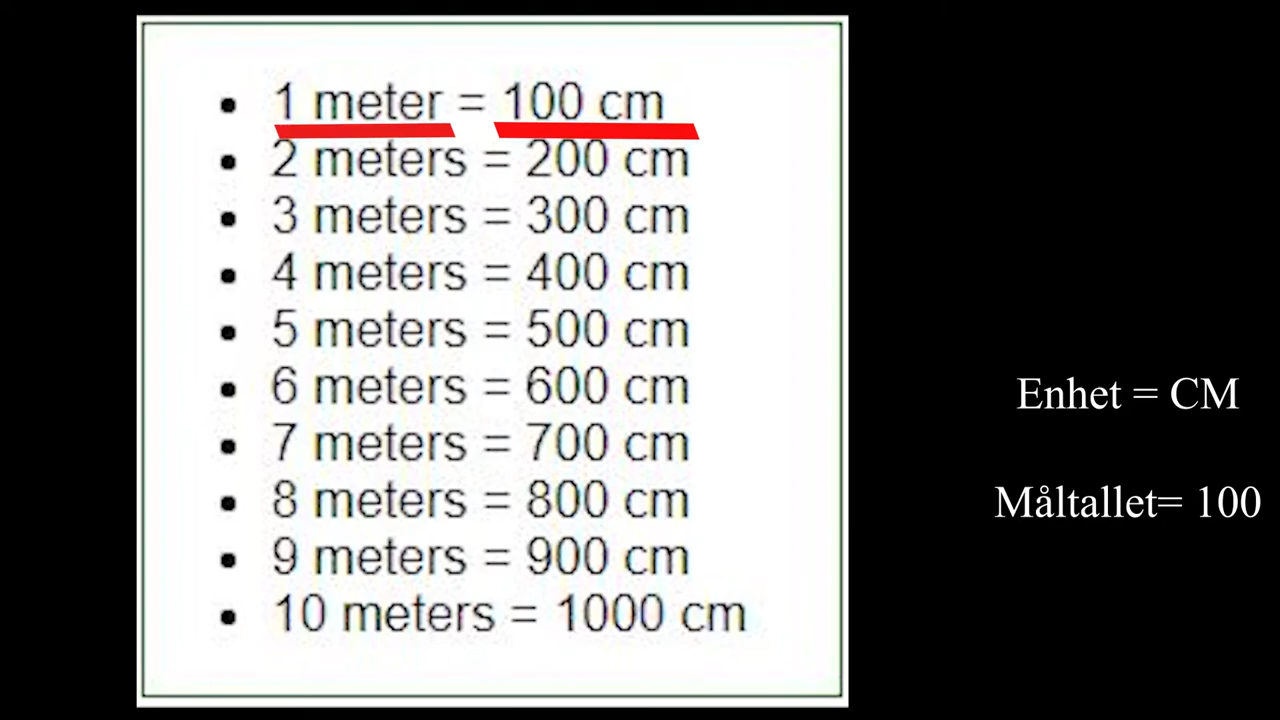 • 1 meter = 100 cm
• 2 meters = 200 cm
• 3 meters = 300 cm
• 4 meters = 400 cm
• 5 meters = 500 cm
• 6 meters = 600 cm
• 7 meters = 700 cm
• 8 meters = 800 cm
• 9 meters = 900 cm
• 10 meters = 1000 cm
Enhet = CM
Måltallet= 100